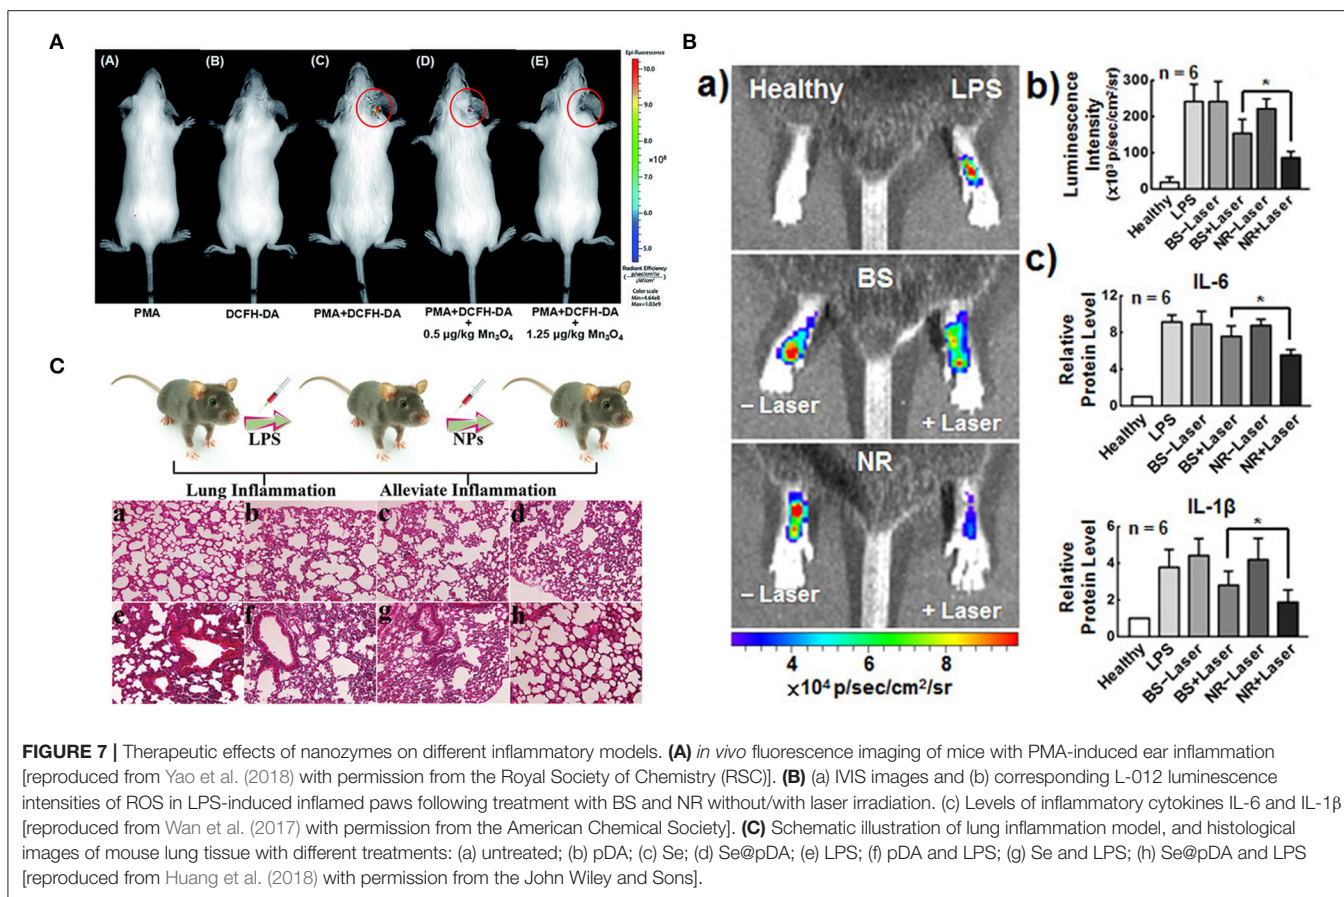 A
(A) (B) (C) (D) (E)
Epi-fluorescence
10.0
9.0
8.0
×10⁸
7.0
6.0
5.0
Radiant Efficiency
(p/sec/cm²/sr / μW/cm²)
Color scale
Min=4.64e8
Max=1.03e9
PMA DCFH-DA PMA+DCFH-DA PMA+DCFH-DA PMA+DCFH-DA
+ +
0.5 μg/kg Mn₃O₄ 1.25 μg/kg Mn₃O₄
B
a)
Healthy LPS
BS
– Laser + Laser
NR
– Laser + Laser
4 6 8
×10⁴ p/sec/cm²/sr
b)
Luminescence
Intensity
(x10³ p/sec/cm²/sr)
n = 6 *
300
200
100
0
Healthy LPS BS–Laser BS+Laser NR–Laser NR+Laser
c)
IL-6
Relative
Protein Level
n = 6 *
12
8
4
0
Healthy LPS BS–Laser BS+Laser NR–Laser NR+Laser
IL-1β
Relative
Protein Level
n = 6 *
6
4
2
0
Healthy LPS BS–Laser BS+Laser NR–Laser NR+Laser
C
LPS NPs
Lung Inflammation Alleviate Inflammation
a b c d
e f g h
FIGURE 7 | Therapeutic effects of nanozymes on different inflammatory models. (A) in vivo fluorescence imaging of mice with PMA-induced ear inflammation
[reproduced from Yao et al. (2018) with permission from the Royal Society of Chemistry (RSC)]. (B) (a) IVIS images and (b) corresponding L-012 luminescence
intensities of ROS in LPS-induced inflamed paws following treatment with BS and NR without/with laser irradiation. (c) Levels of inflammatory cytokines IL-6 and IL-1β
[reproduced from Wan et al. (2017) with permission from the American Chemical Society]. (C) Schematic illustration of lung inflammation model, and histological
images of mouse lung tissue with different treatments: (a) untreated; (b) pDA; (c) Se; (d) Se@pDA; (e) LPS; (f) pDA and LPS; (g) Se and LPS; (h) Se@pDA and LPS
[reproduced from Huang et al. (2018) with permission from the John Wiley and Sons].